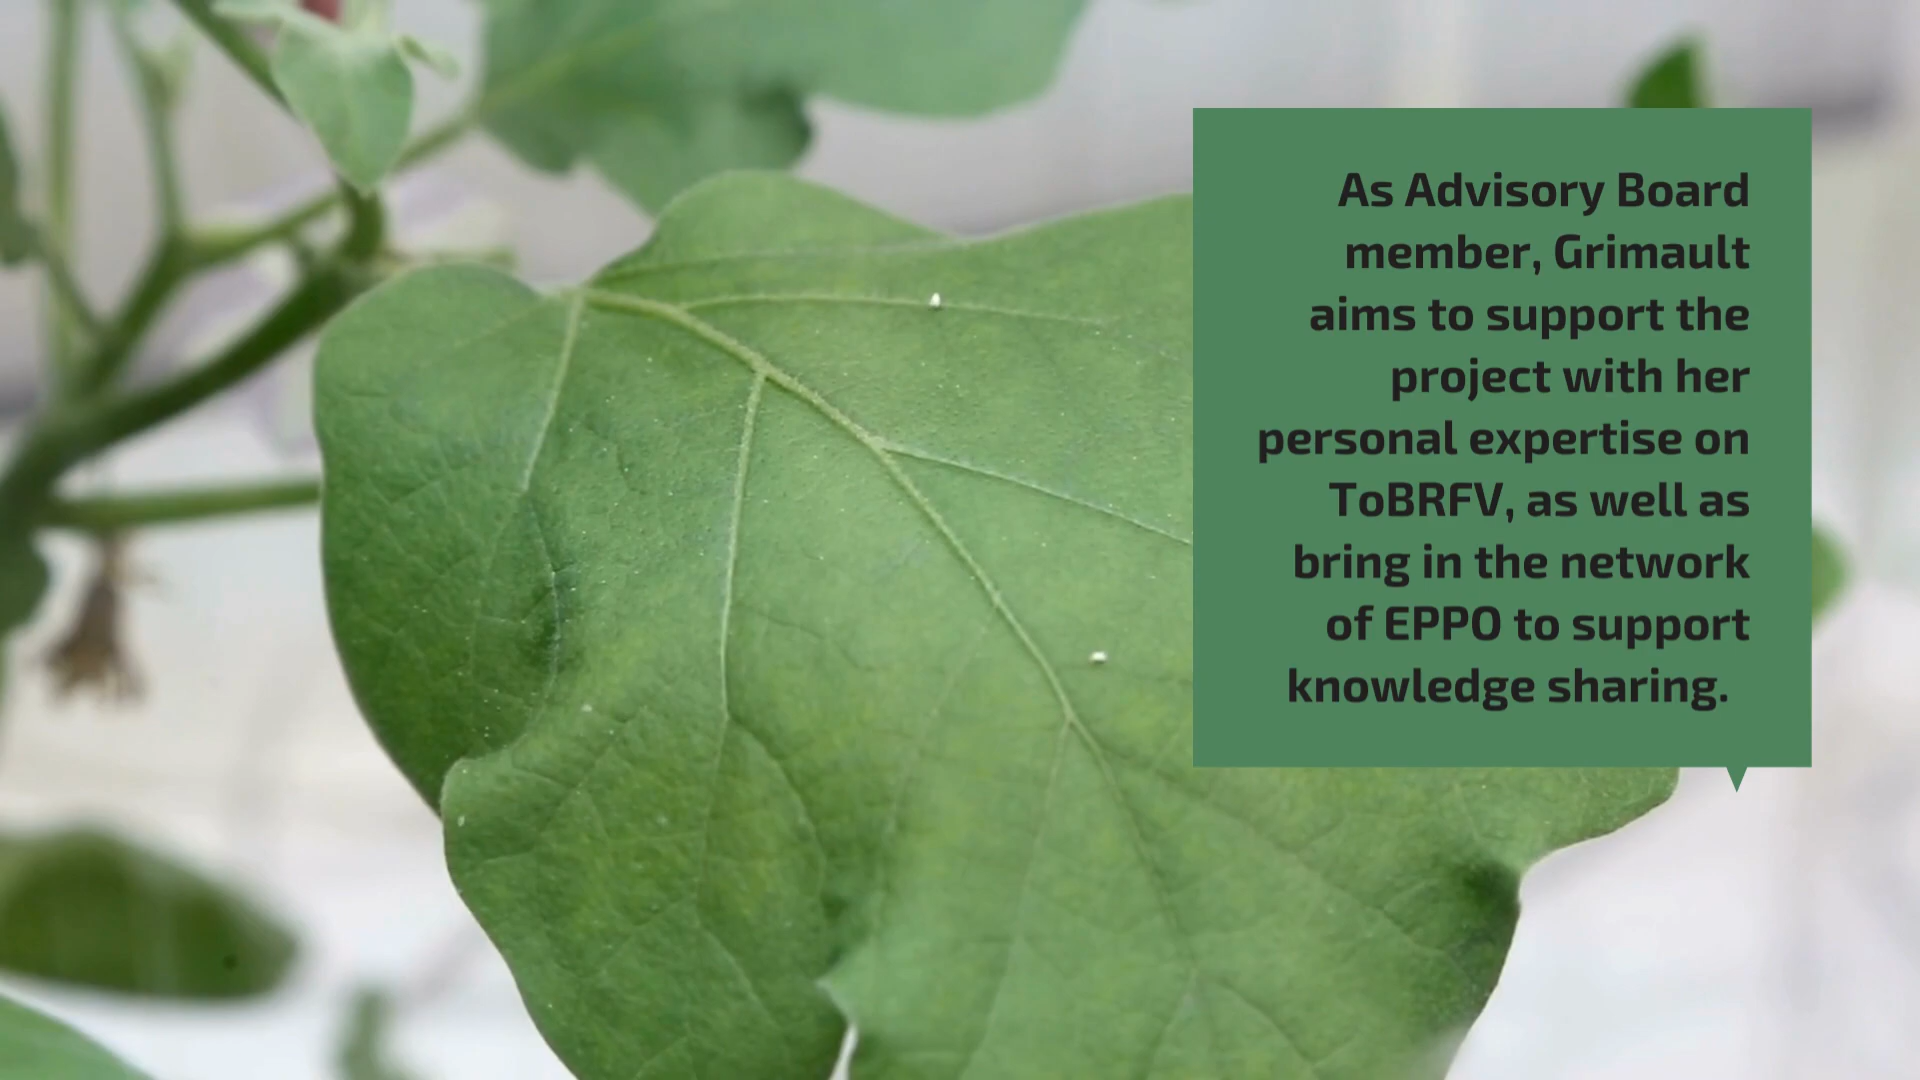 As Advisory Board
member, Grimault
aims to support the
project with her
personal expertise on
ToBRFV, as well as
bring in the network
of EPPO to support
knowledge sharing.